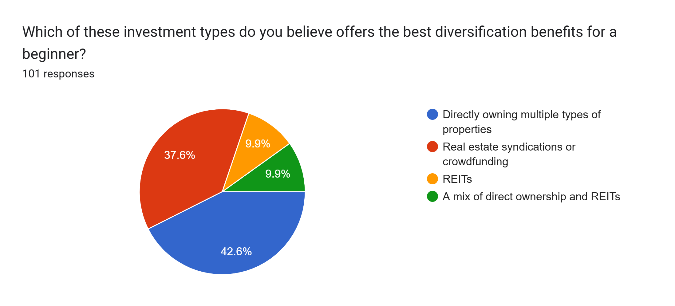 Which of these investment types do you believe offers the best diversification benefits for a
beginner?
101 responses
37.6%
9.9%
9.9%
42.6%
Directly owning multiple types of
properties
Real estate syndications or
crowdfunding
REITs
A mix of direct ownership and REITs